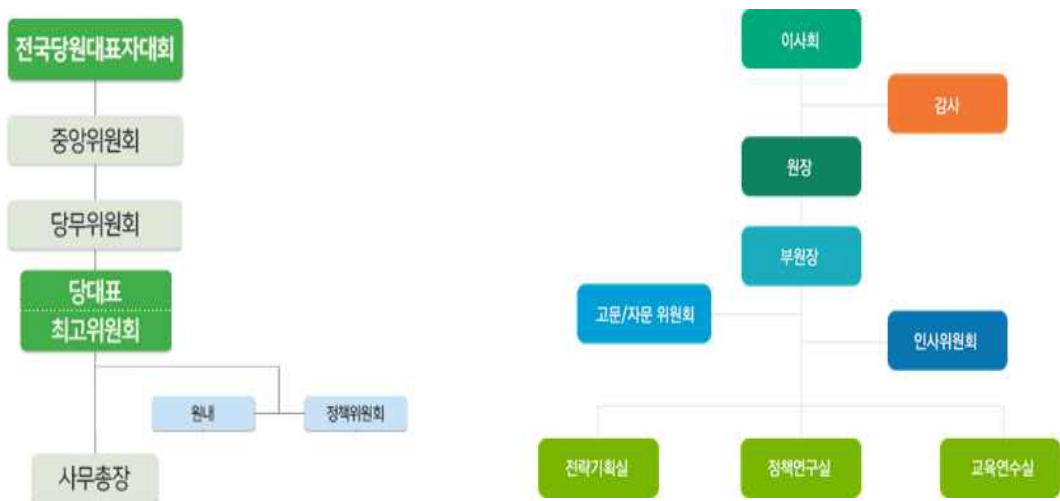 전국당원대표자대회
중앙위원회
당무위원회
당대표
최고위원회
원내
정책위원회
사무총장
이사회
감사
원장
부원장
고문/자문 위원회
인사위원회
전략기획실
정책연구실
교육연수실